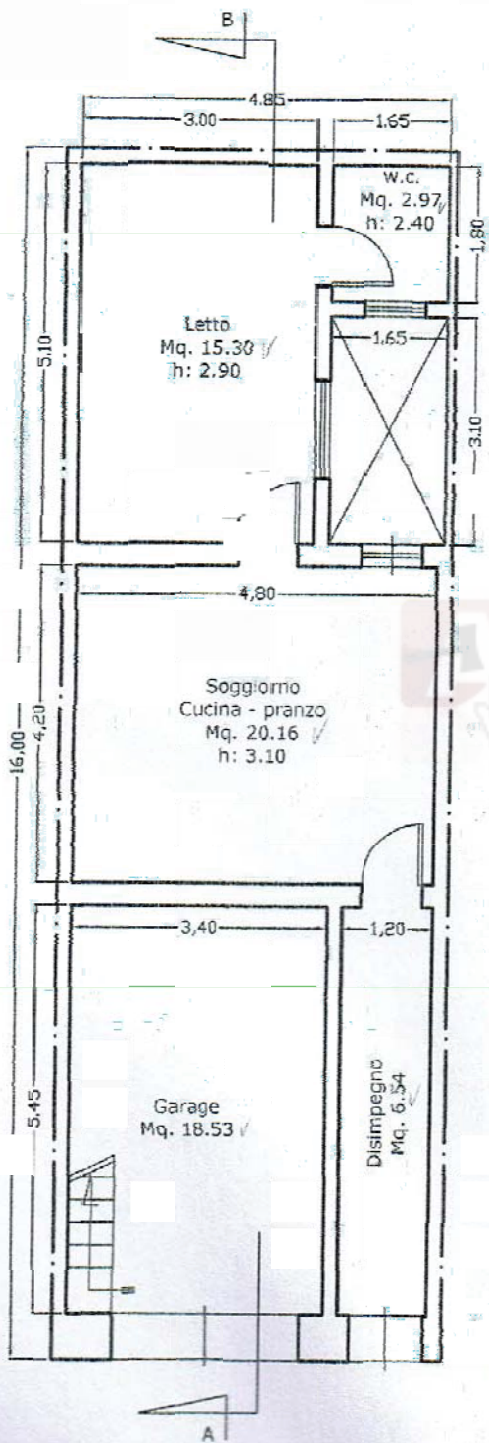 B
4.85
3.00
1.65
w.c.
Mq. 2.97
h: 2.40
1,80
Letto
Mq. 15.30
h: 2.90
5.10
1,65
3.10
4,80
Soggiorno
Cucina - pranzo
Mq. 20.16
h: 3.10
4,20
16,00
3,40
1,20
5.45
Garage
Mq. 18.53
Disimpegno
Mq. 6.54
A